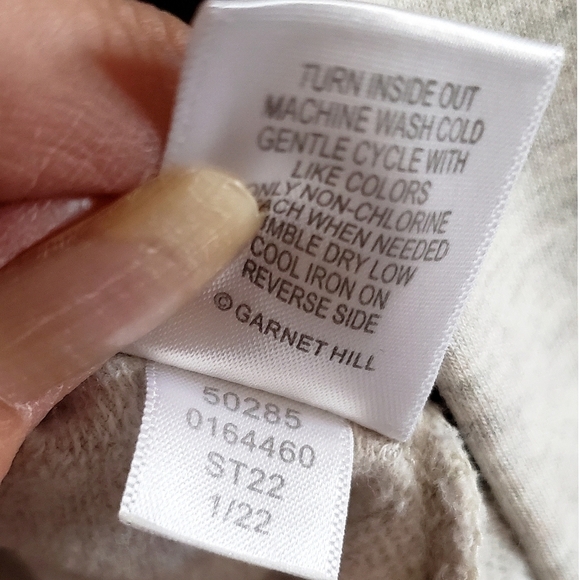 TURN INSIDE OUT
MACHINE WASH COLD
GENTLE CYCLE WITH
LIKE COLORS
ONLY NON-CHLORINE
WHEN NEEDED
DRY LOW
COOL IRON ON
REVERSE SIDE
© GARNET HILL
50285
0164460
ST22
1/22